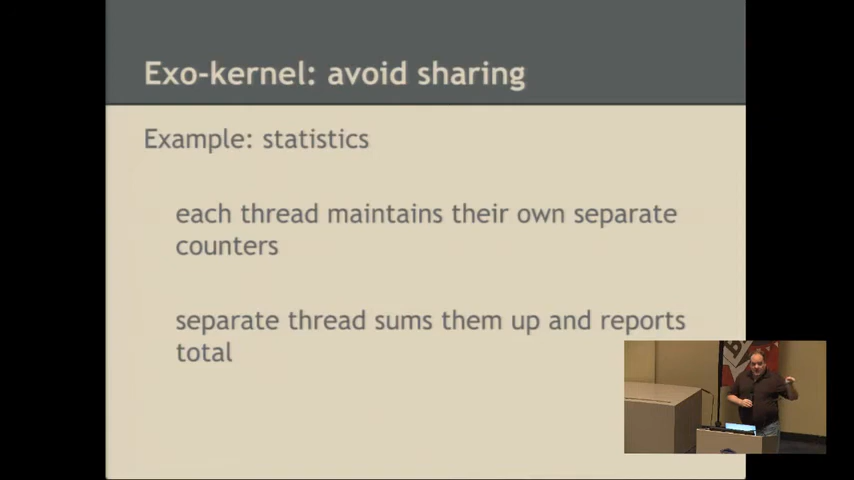 Exo-kernel: avoid sharing
Example: statistics
each thread maintains their own separate
counters
separate thread sums them up and reports
total